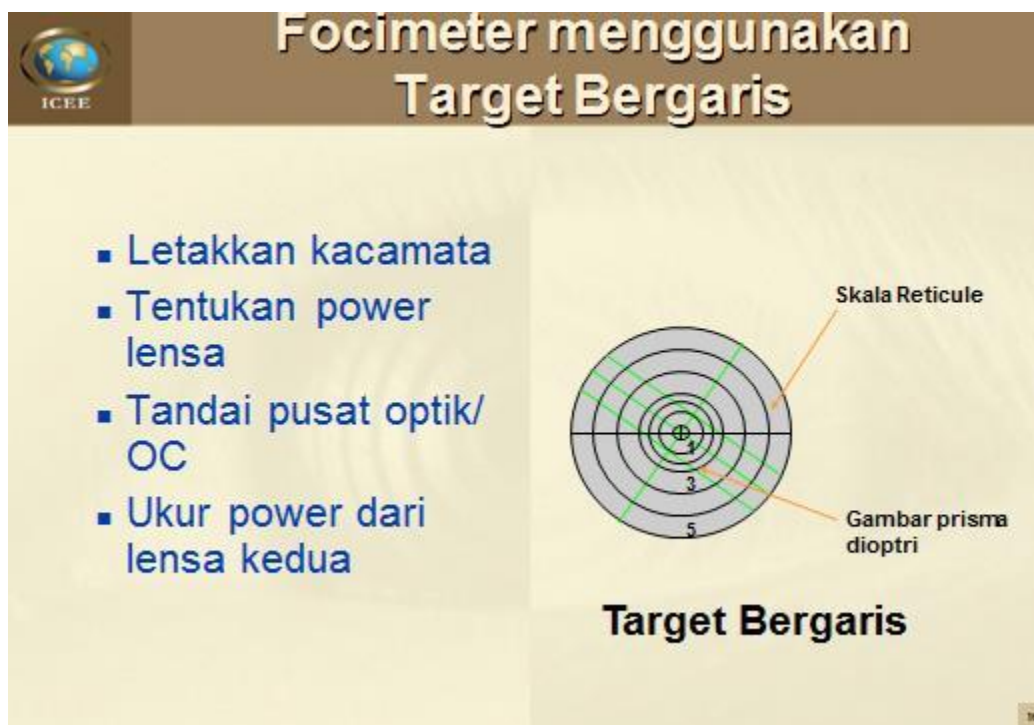 Focimeter menggunakan
Target Bergaris
ICEE
Letakkan kacamata
Tentukan power
lensa
Tandai pusat optik/
OC
Ukur power dari
lensa kedua
Skala Reticule
1
3
5
Gambar prisma
dioptri
Target Bergaris